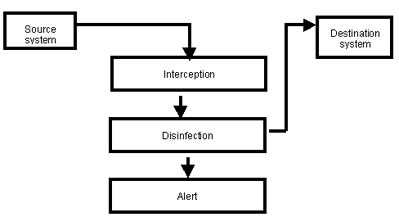 Source
system
Destination
system
Interception
Disinfection
Alert